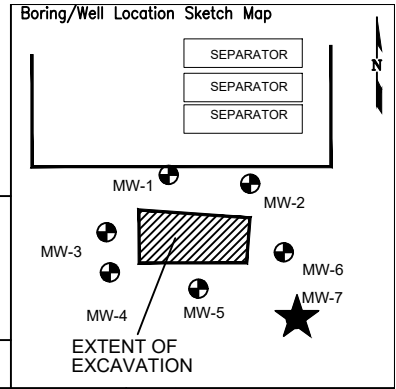 Boring/Well Location Sketch Map
SEPARATOR
SEPARATOR
SEPARATOR
N
MW-1
MW-2
MW-3
MW-6
MW-7
MW-4
MW-5
EXTENT OF
EXCAVATION